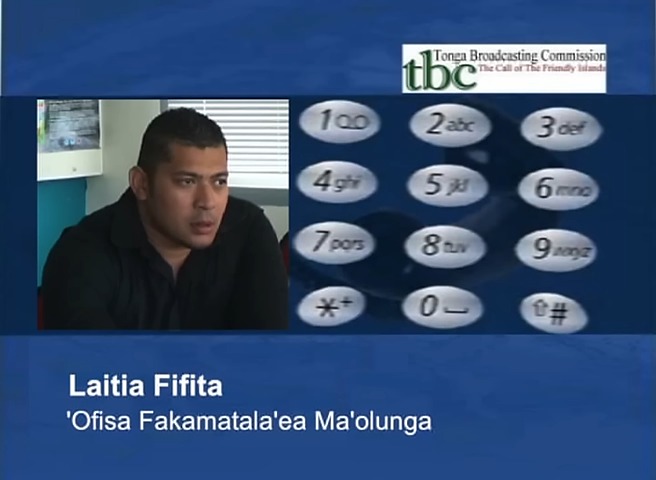 Tonga Broadcasting Commission
tbc The Call of The Friendly Islands
1 2abc 3def
4ghi 5jkl 6mno
7pqrs 8tuv 9wxyz
*+ 0 #
Laitia Fifita
'Ofisa Fakamatala'ea Ma'olunga